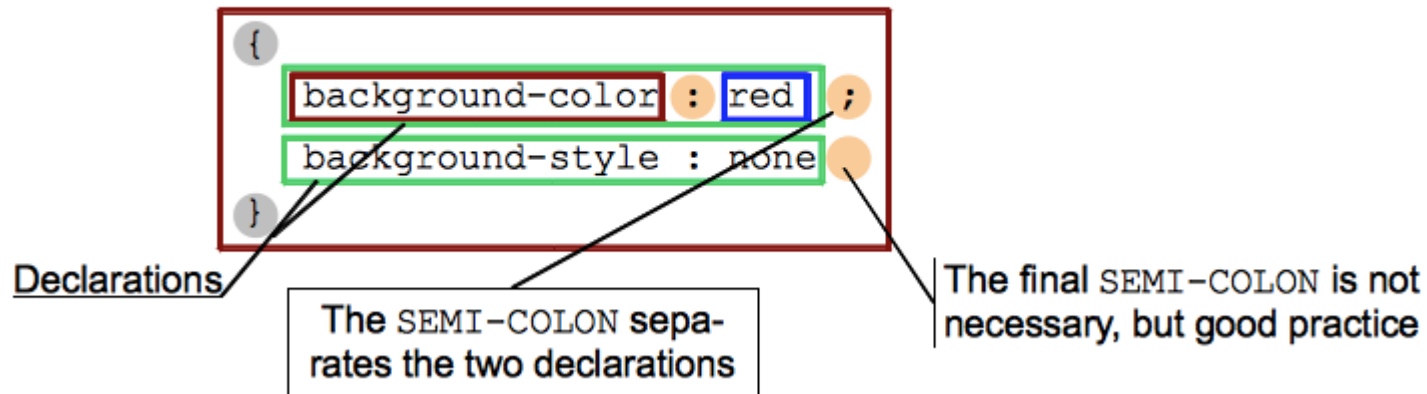 {
background-color : red ;
background-style : none
}
Declarations
The SEMI-COLON sepa-
rates the two declarations
The final SEMI-COLON is not
necessary, but good practice